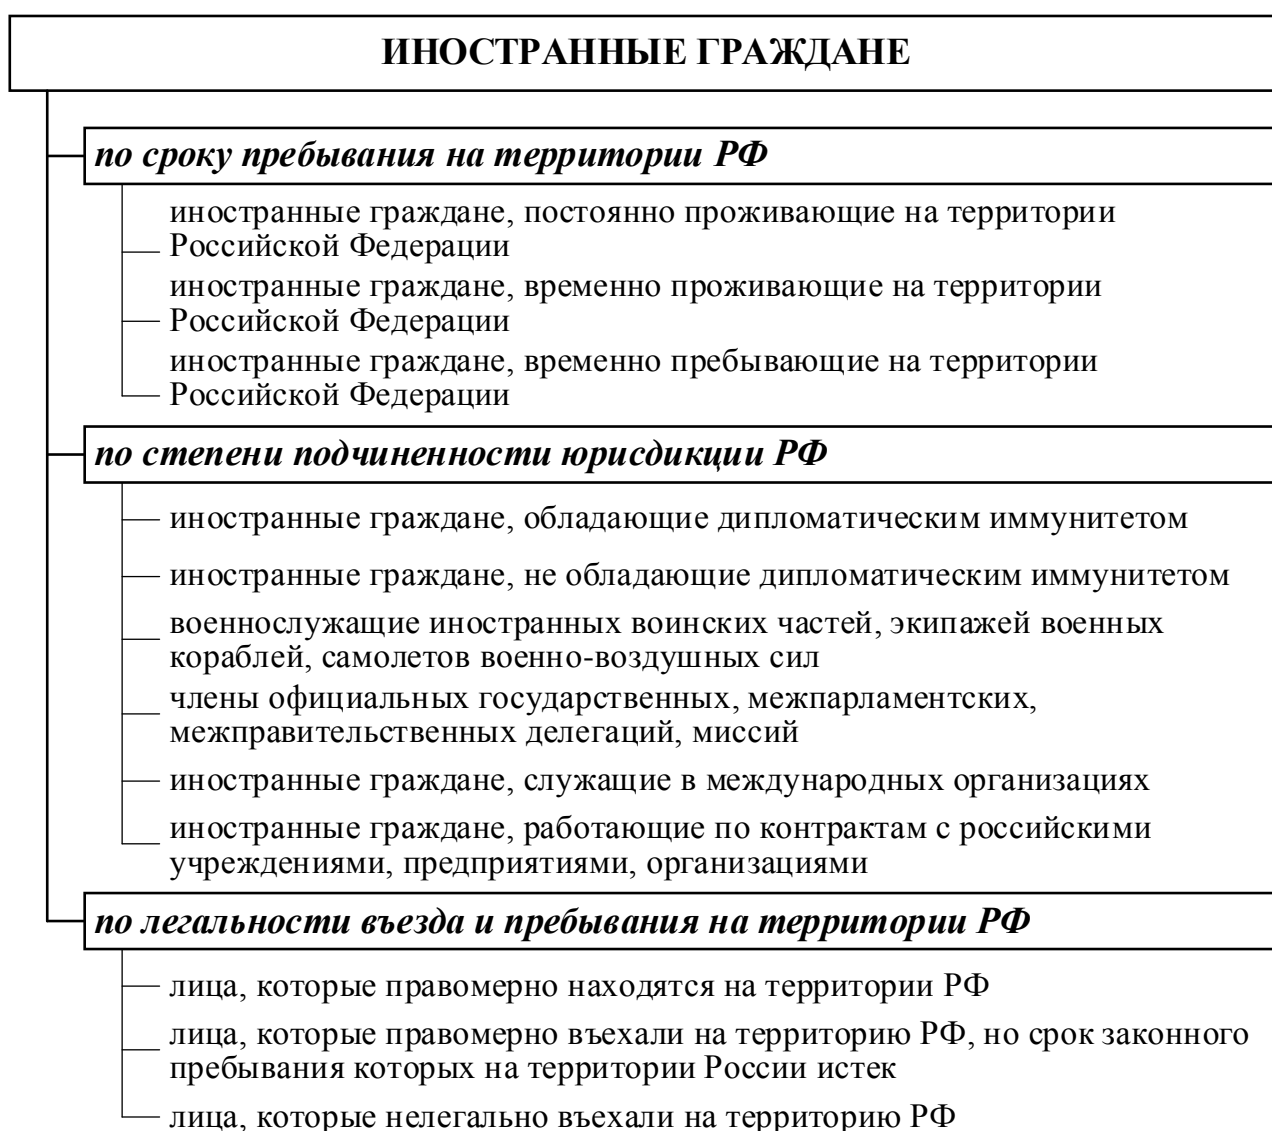 ИНОСТРАННЫЕ ГРАЖДАНЕ
по сроку пребывания на территории РФ
иностранные граждане, постоянно проживающие на территории
Российской Федерации
иностранные граждане, временно проживающие на территории
Российской Федерации
иностранные граждане, временно пребывающие на территории
Российской Федерации
по степени подчиненности юрисдикции РФ
иностранные граждане, обладающие дипломатическим иммунитетом
иностранные граждане, не обладающие дипломатическим иммунитетом
военнослужащие иностранных воинских частей, экипажей военных
кораблей, самолетов военно-воздушных сил
члены официальных государственных, межпарламентских,
межправительственных делегаций, миссий
иностранные граждане, служащие в международных организациях
иностранные граждане, работающие по контрактам с российскими
учреждениями, предприятиями, организациями
по легальности въезда и пребывания на территории РФ
лица, которые правомерно находятся на территории РФ
лица, которые правомерно въехали на территорию РФ, но срок законного
пребывания которых на территории России истек
лица, которые нелегально въехали на территорию РФ